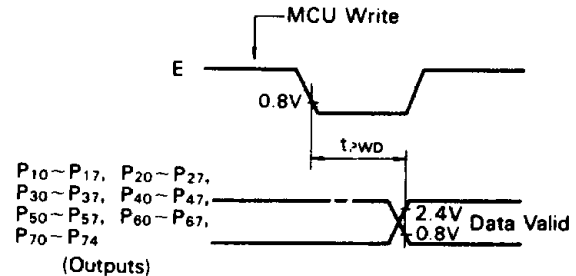 MCU Write
E
0.8V
tPWD
P10~P17, P20~P27,
P30~P37, P40~P47,
P50~P57, P60~P67,
P70~P74
(Outputs)
2.4V
0.8V
Data Valid